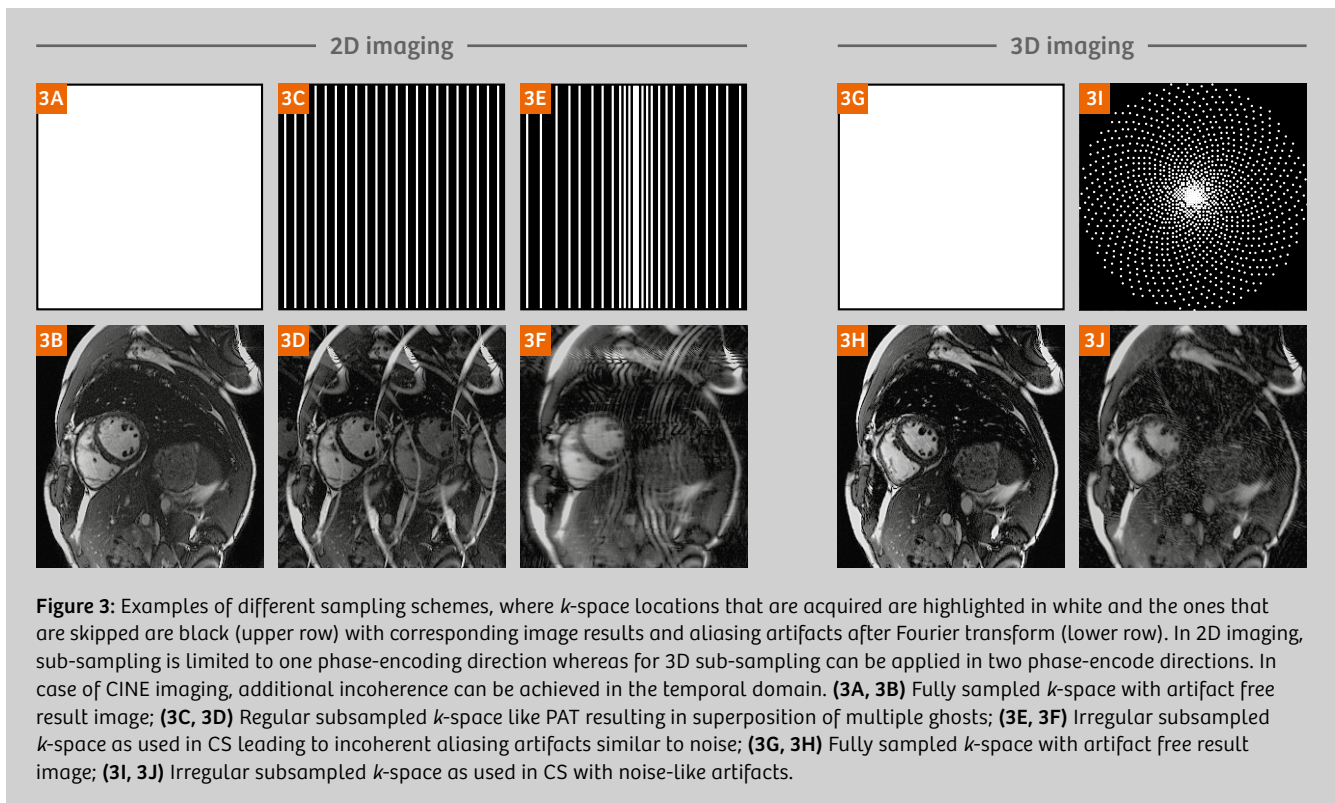 2D imaging
3D imaging
3A
3C
3E
3G
3I
3B
3D
3F
3H
3J
Figure 3: Examples of different sampling schemes, where k-space locations that are acquired are highlighted in white and the ones that
are skipped are black (upper row) with corresponding image results and aliasing artifacts after Fourier transform (lower row). In 2D imaging,
sub-sampling is limited to one phase-encoding direction whereas for 3D sub-sampling can be applied in two phase-encode directions. In
case of CINE imaging, additional incoherence can be achieved in the temporal domain. (3A, 3B) Fully sampled k-space with artifact free
result image; (3C, 3D) Regular subsampled k-space like PAT resulting in superposition of multiple ghosts; (3E, 3F) Irregular subsampled
k-space as used in CS leading to incoherent aliasing artifacts similar to noise; (3G, 3H) Fully sampled k-space with artifact free result
image; (3I, 3J) Irregular subsampled k-space as used in CS with noise-like artifacts.